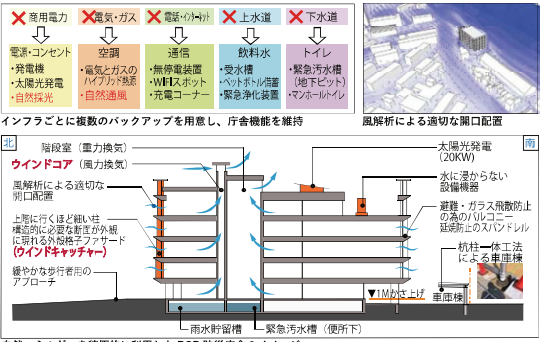 商用電力
電源・コンセント
・発電機
・太陽光発電
・自然採光
電気・ガス
空調
・電気とガスの
ハイブリッド熱源
・自然通風
電話・インターネット
通信
・無停電装置
・WIFIスポット
・充電コーナー
上水道
飲料水
・受水槽
・ペットボトル備蓄
・緊急浄化装置
下水道
トイレ
・緊急汚水槽
(地下ピット)
・マンホールトイレ
インフラごとに複数のバックアップを用意し、庁舎機能を維持
風解析による適切な開口配置
北
南
階段室(重力換気)
ウインドコア(風力換気)
風解析による適切な
開口配置
上階に行くほど細い柱
構造的に必要な断面が外観
に現れる外殻格子ファサード
(ウインドキャッチャー)
緩やかな歩行者用の
アプローチ
太陽光発電
(20KW)
水に浸からない
設備機器
避難・ガラス飛散防止
の為のバルコニー
延焼防止のスパンドレル
杭柱一体工法
による車庫棟
▼1Mかさ上げ
車庫棟
雨水貯留槽
緊急汚水槽(便所下)